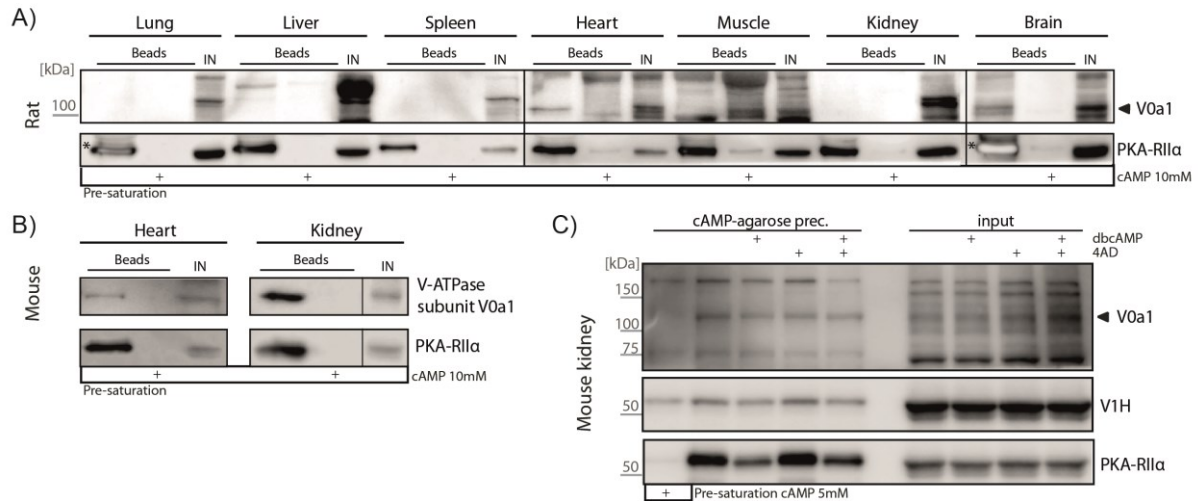 A)
Lung Liver Spleen Heart Muscle Kidney Brain
Beads IN Beads IN Beads IN Beads IN Beads IN Beads IN Beads IN
[kDa]
Rat
100
V0a1
* * PKA-RIIα
+ + + + + + + cAMP 10mM
Pre-saturation
B)
Heart Kidney
Beads IN Beads IN
Mouse
V-ATPase
subunit V0a1
PKA-RIIα
+ + cAMP 10mM
Pre-saturation
C)
cAMP-agarose prec. input
+ + + + dbcAMP
+ + + + 4AD
[kDa]
Mouse kidney
150
100
75
V0a1
50
V1H
50
PKA-RIIα
+ Pre-saturation cAMP 5mM